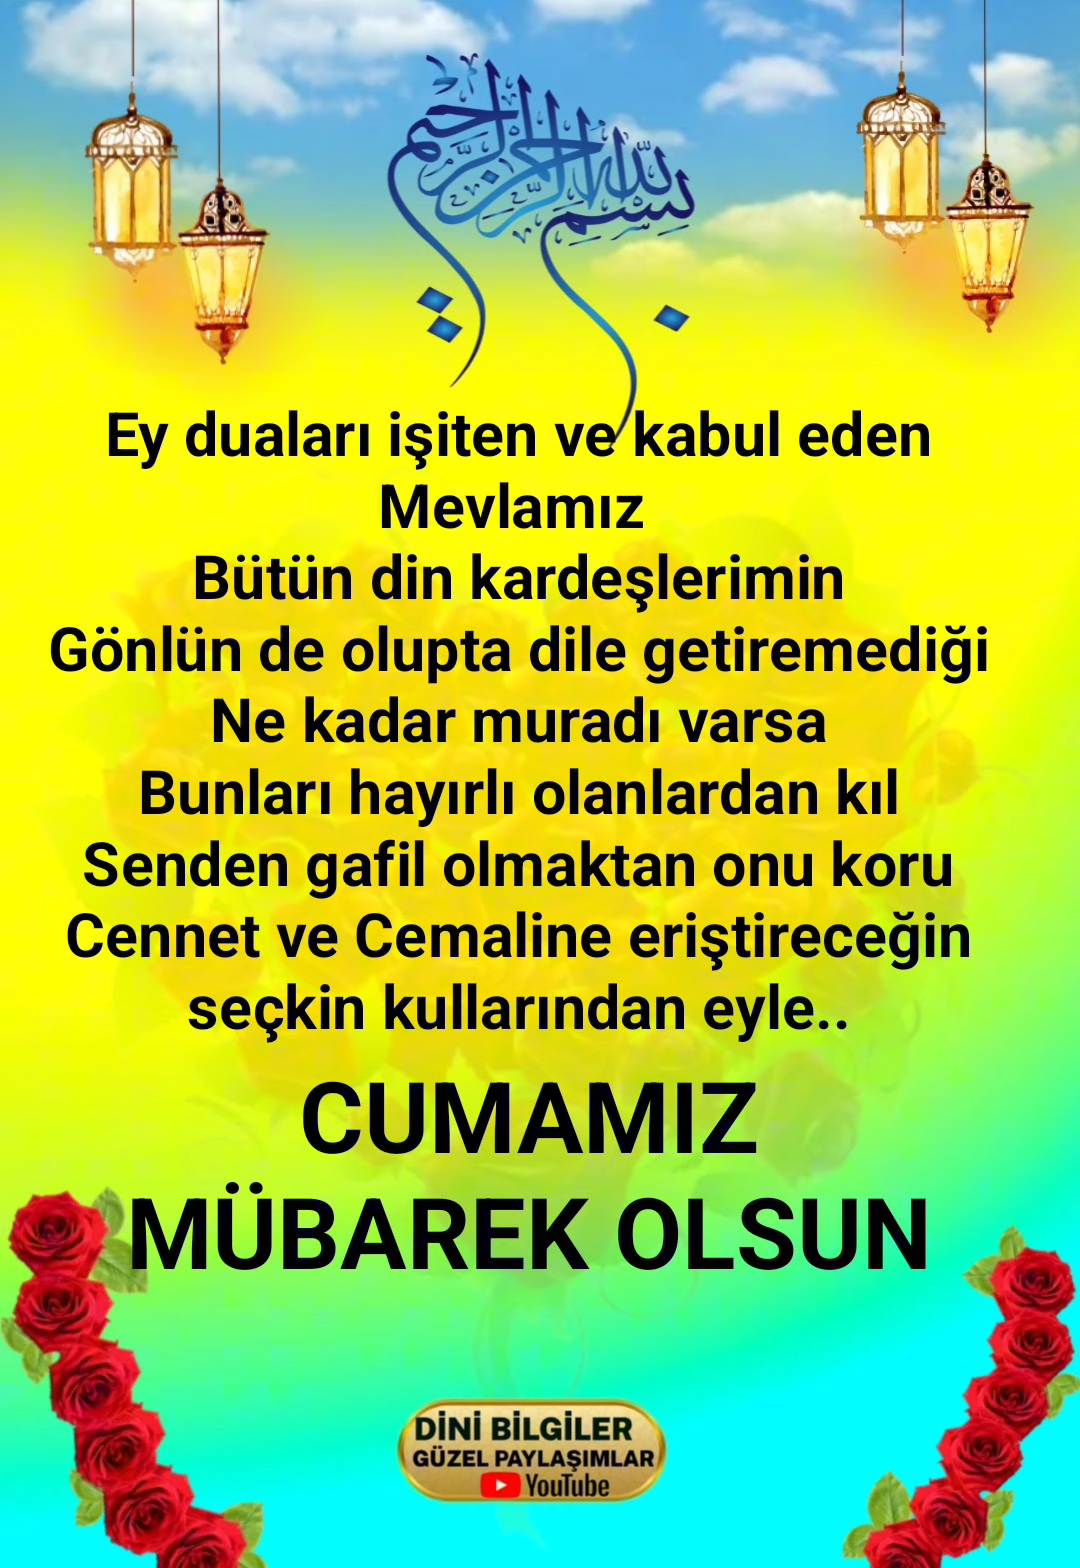 بسم الله الرحمن الرحيم
Ey duaları işiten ve kabul eden
Mevlamız
Bütün din kardeşlerimin
Gönlün de olupta dile getiremediği
Ne kadar muradı varsa
Bunları hayırlı olanlardan kıl
Senden gafil olmaktan onu koru
Cennet ve Cemaline eriştireceğin
seçkin kullarından eyle..
CUMAMIZ
MÜBAREK OLSUN
DİNİ BİLGİLER
GÜZEL PAYLAŞIMLAR
YouTube